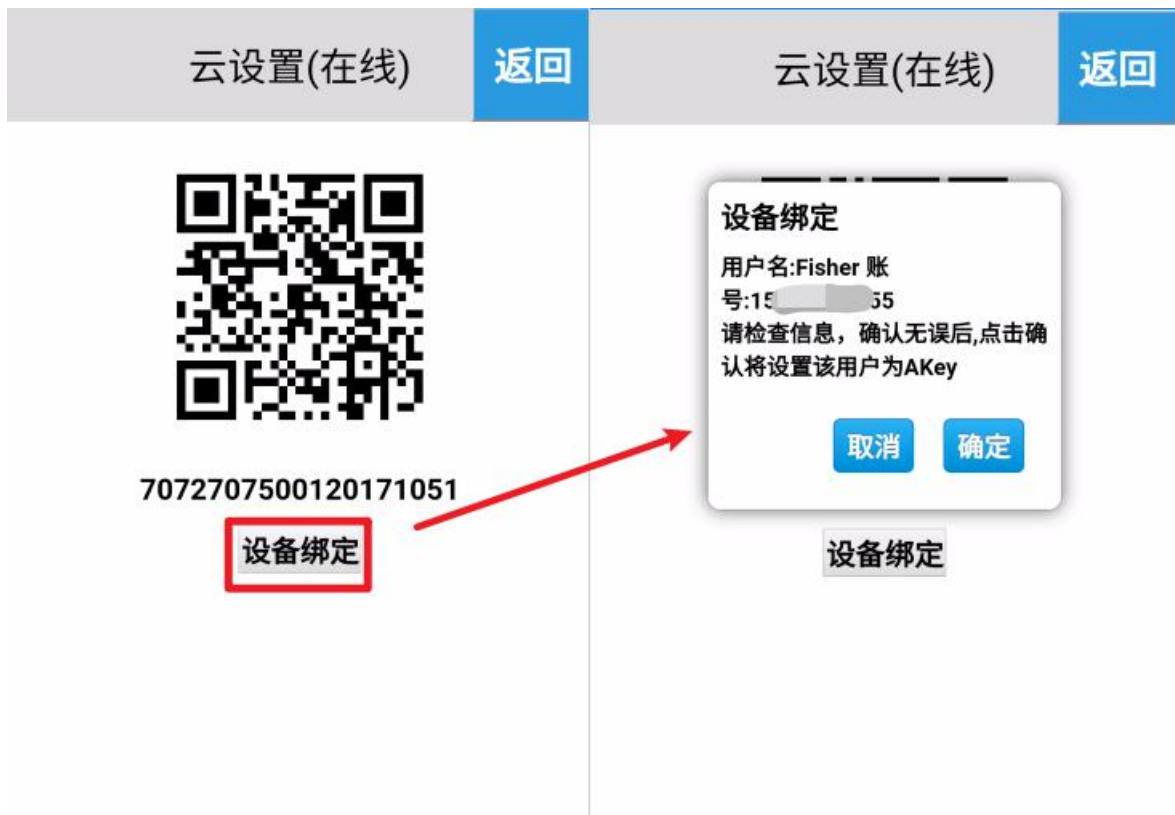 云设置(在线)
返回
7072707500120171051
设备绑定
云设置(在线)
返回
设备绑定
用户名:Fisher 账
号:15 55
请检查信息，确认无误后,点击确
认将设置该用户为AKey
取消
确定
设备绑定